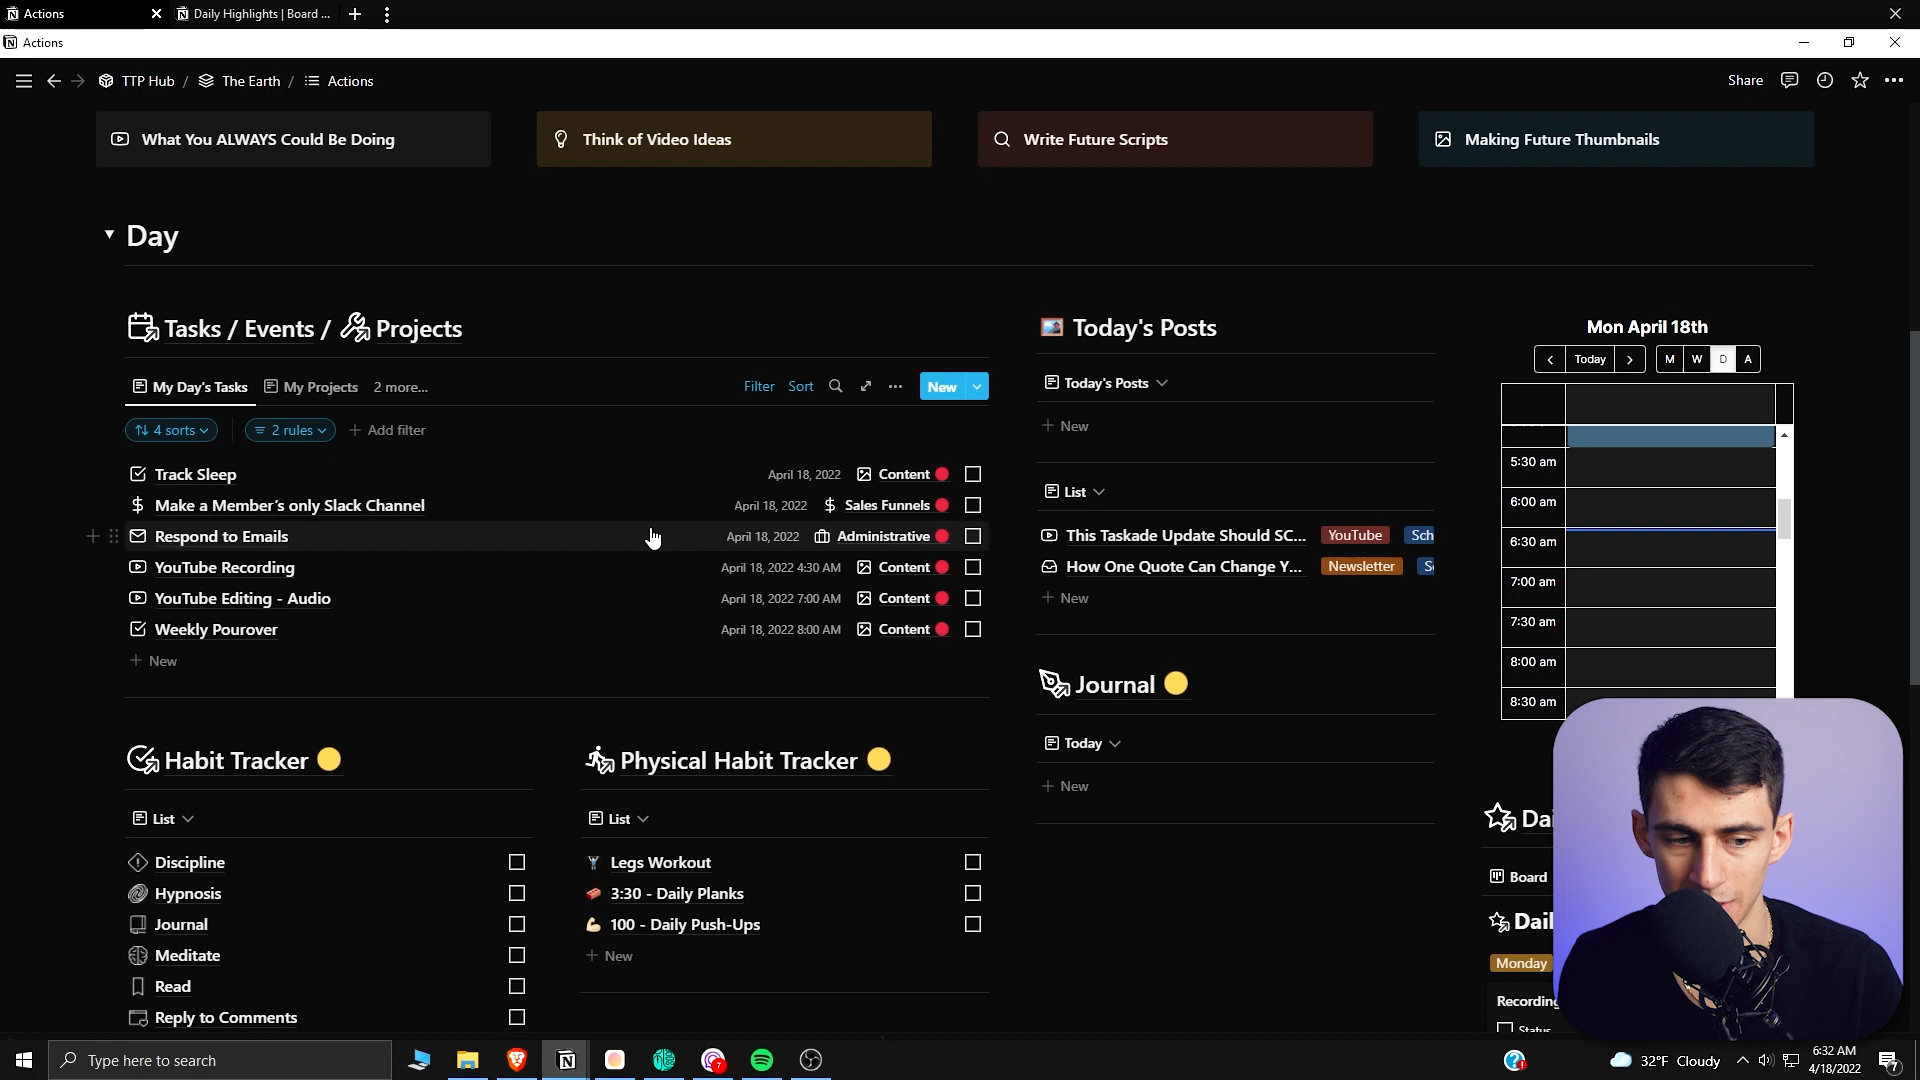 Actions
Daily Highlights | Board ...
Actions
TTP Hub / The Earth / Actions
Share
What You ALWAYS Could Be Doing
Think of Video Ideas
Write Future Scripts
Making Future Thumbnails
Day
Tasks / Events / Projects
My Day's Tasks
My Projects
2 more...
Filter
Sort
New
4 sorts
2 rules
+ Add filter
Track Sleep April 18, 2022 Content
Make a Member's only Slack Channel April 18, 2022 Sales Funnels
Respond to Emails April 18, 2022 Administrative
YouTube Recording April 18, 2022 4:30 AM Content
YouTube Editing - Audio April 18, 2022 7:00 AM Content
Weekly Pourover April 18, 2022 8:00 AM Content
+ New
Habit Tracker
List
Discipline
Hypnosis
Journal
Meditate
Read
Reply to Comments
Physical Habit Tracker
List
Legs Workout
3:30 - Daily Planks
100 - Daily Push-Ups
+ New
Today's Posts
Today's Posts
+ New
List
This Taskade Update Should SC... YouTube Sch
How One Quote Can Change Y... Newsletter
+ New
Journal
Today
+ New
Mon April 18th
< Today > M W D A
5:30 am
6:00 am
6:30 am
7:00 am
7:30 am
8:00 am
8:30 am
Dai
Board
Dail
Monday
Recording
Status
Type here to search
7
32°F Cloudy
6:32 AM
4/18/2022
7